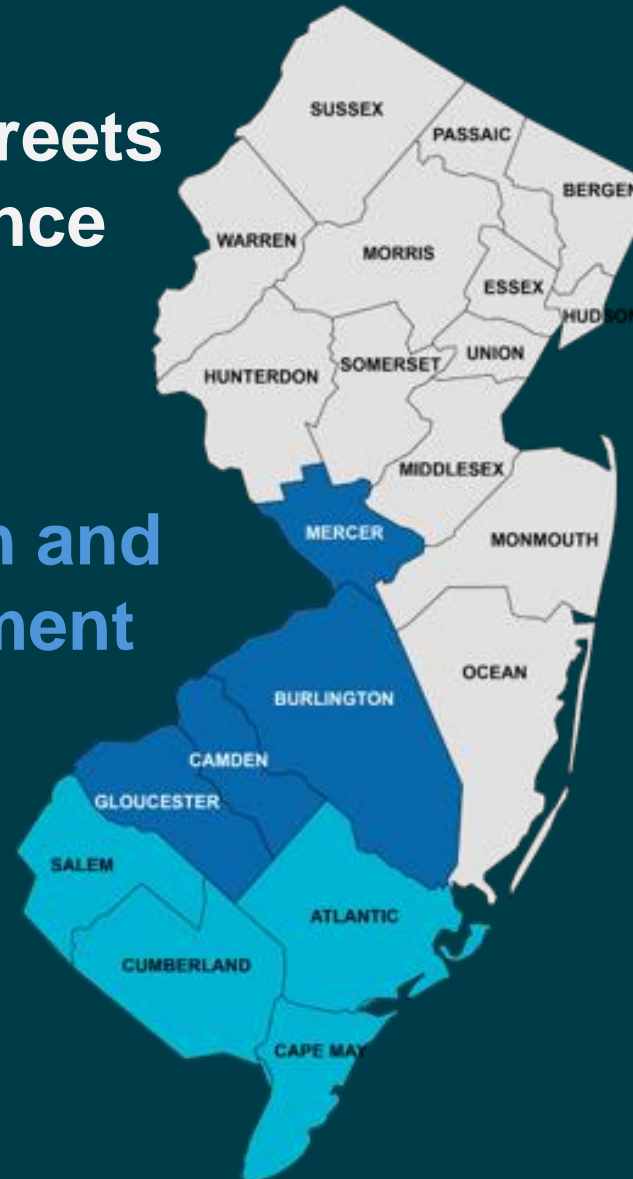 reets
nce
n and
ment
SUSSEX
PASSAIC
BERGEN
WARREN
MORRIS
ESSEX
HUDSON
UNION
SOMERSET
HUNTERDON
MIDDLESEX
MERCER
MONMOUTH
OCEAN
BURLINGTON
CAMDEN
GLOUCESTER
SALEM
ATLANTIC
CUMBERLAND
CAPE MAY